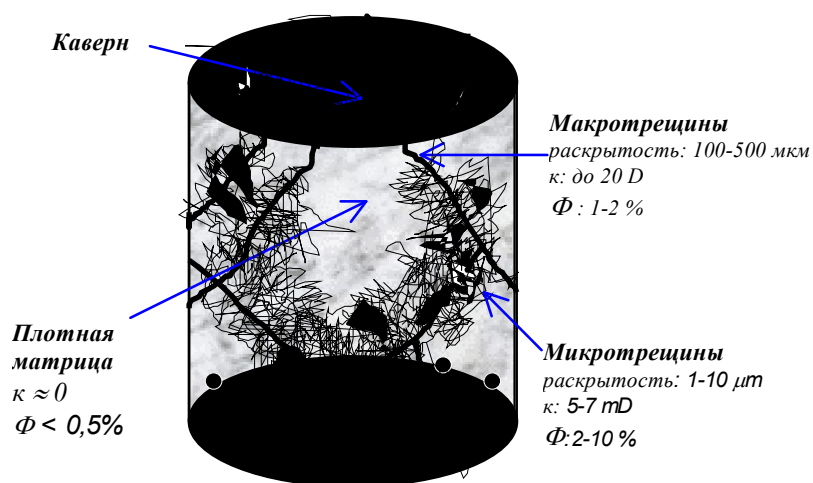 Каверн
Макротрещины
раскрытость: 100-500 мкм
к: до 20 D
Φ : 1-2 %
Плотная
матрица
к ≈ 0
Φ < 0,5%
Микротрещины
раскрытость: 1-10 μm
к: 5-7 mD
Φ:2-10 %